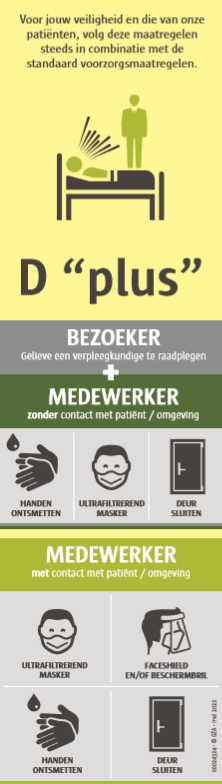 Voor jouw veiligheid en die van onze
patiënten, volg deze maatregelen
steeds in combinatie met de
standaard voorzorgsmaatregelen.
D “plus”
BEZOEKER
Gelieve een verpleegkundige te raadplegen
+
MEDEWERKER
zonder contact met patiënt / omgeving
HANDEN
ONTSMETTEN
ULTRAFILTREREND
MASKER
DEUR
SLUITEN
MEDEWERKER
met contact met patiënt / omgeving
ULTRAFILTREREND
MASKER
FACESHIELD
EN/OF BESCHERMBRIL
HANDEN
ONTSMETTEN
DEUR
SLUITEN